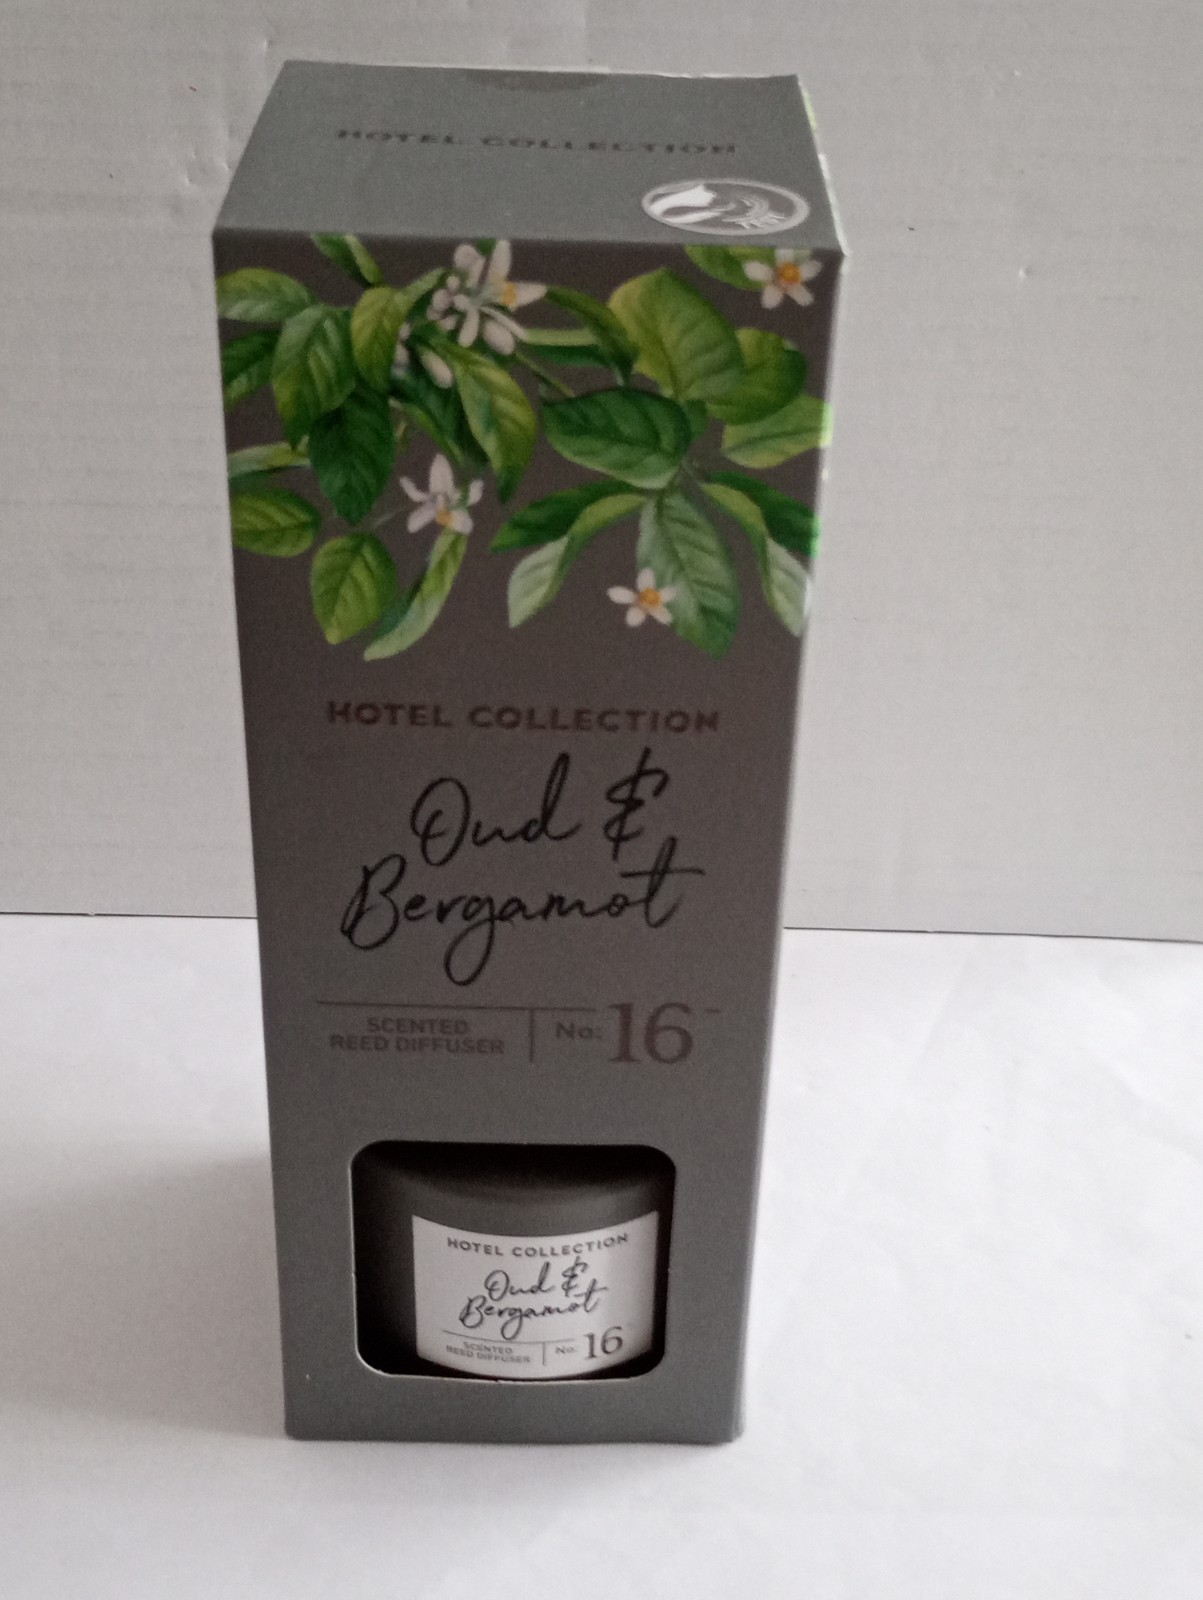 HOTEL COLLECTION
HOTEL COLLECTION
Oud &
Bergamot
SCENTED
REED DIFFUSER
No: 16
HOTEL COLLECTION
Oud &
Bergamot
SCENTED
REED DIFFUSER
No: 16